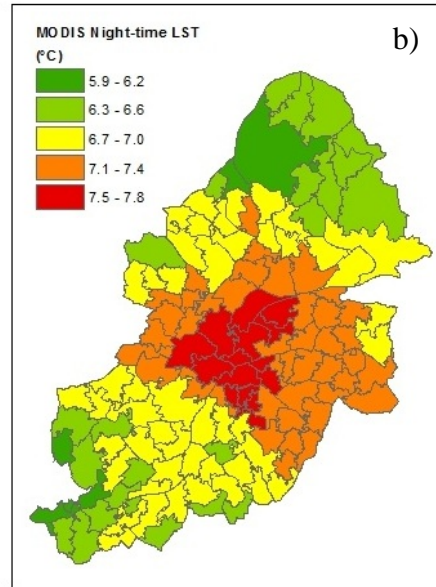 MODIS Night-time LST
(°C)
b)
5.9 - 6.2
6.3 - 6.6
6.7 - 7.0
7.1 - 7.4
7.5 - 7.8